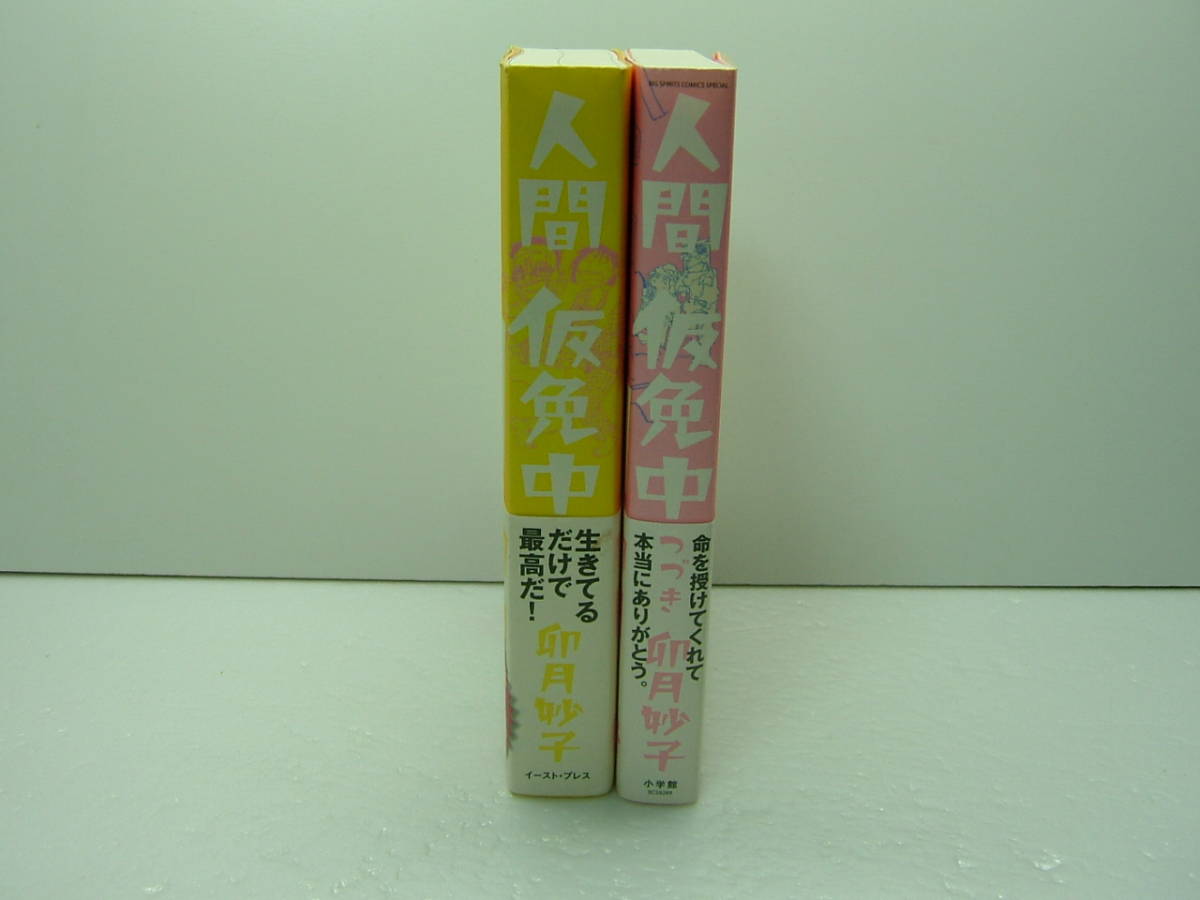 人間仮免中
生きてる
だけで
最高だ!
卯月妙子
イースト・プレス
BIG SPIRITS COMICS SPECIAL
人間仮免中
つづき
命を授けてくれて
本当にありがとう。
卯月妙子
小学館